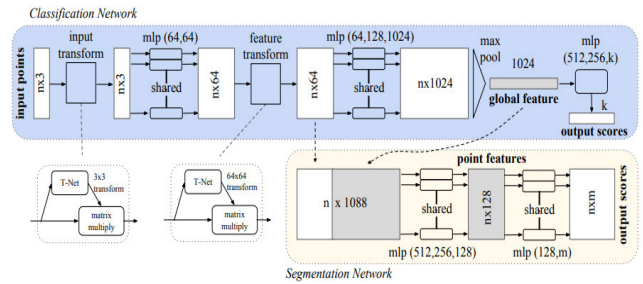 Classification Network
input points
nx3
input
transform
nx3
mlp (64,64)
shared
nx64
feature
transform
nx64
mlp (64,128,1024)
shared
nx1024
max
pool
1024
global feature
mlp
(512,256,k)
k
output scores
T-Net
3x3
transform
matrix
multiply
T-Net
64x64
transform
matrix
multiply
point features
n x 1088
shared
mlp (512,256,128)
nx128
shared
mlp (128,m)
nxm
output scores
Segmentation Network